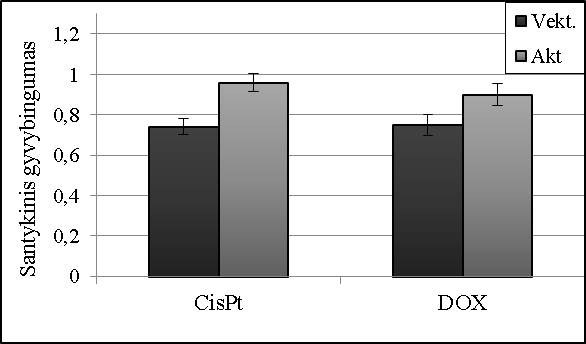 Vekt.
Akt
Santykinis gyvybingumas
1,2
1
0,8
0,6
0,4
0,2
0
CisPt DOX